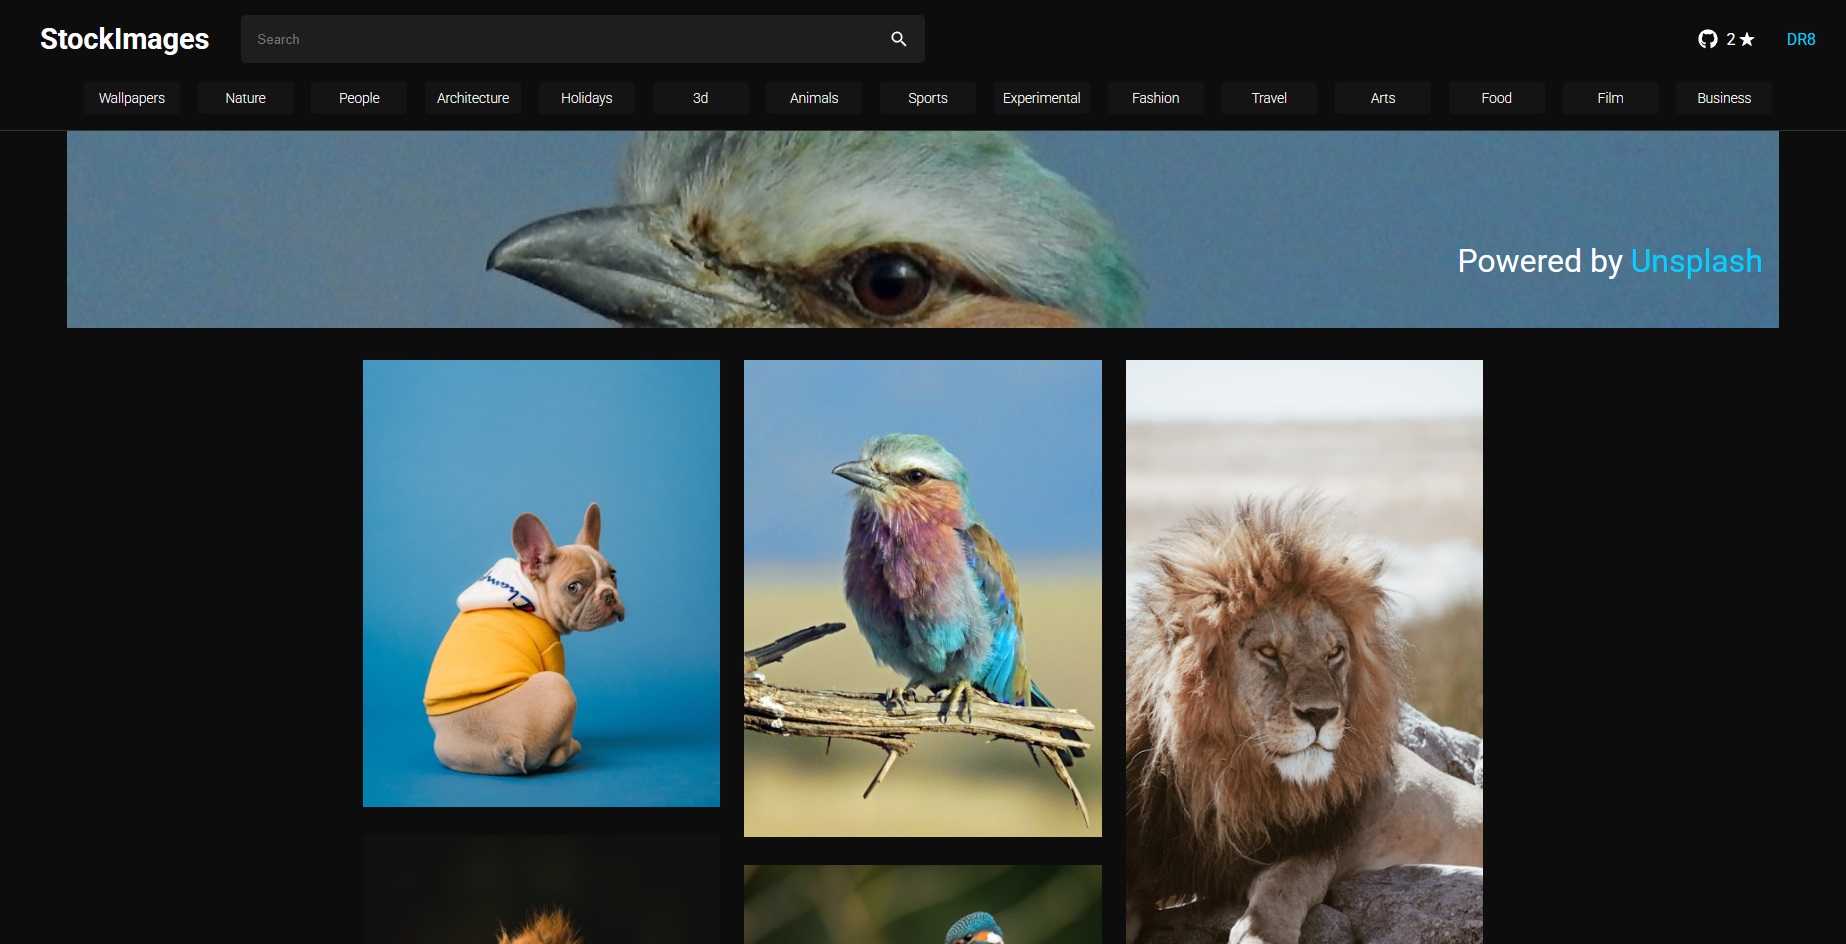 StockImages
Search
2
DR8
Wallpapers
Nature
People
Architecture
Holidays
3d
Animals
Sports
Experimental
Fashion
Travel
Arts
Food
Film
Business
Powered by Unsplash
Champ